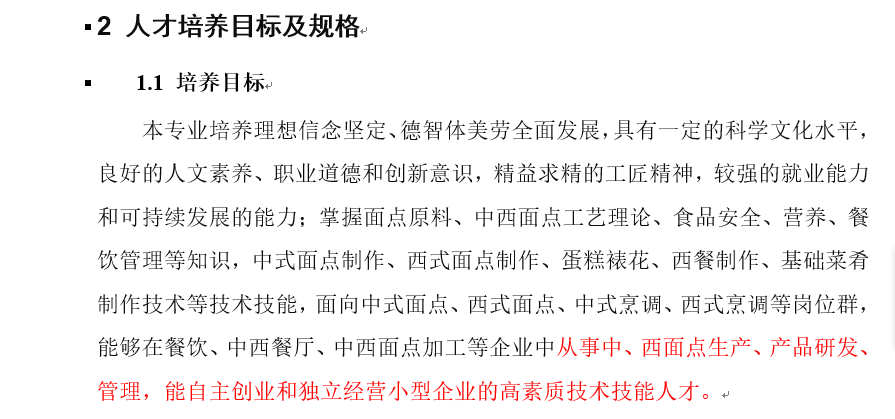 2 人才培养目标及规格
1.1 培养目标
本专业培养理想信念坚定、德智体美劳全面发展，具有一定的科学文化水平，
良好的人文素养、职业道德和创新意识，精益求精的工匠精神，较强的就业能力
和可持续发展的能力；掌握面点原料、中西面点工艺理论、食品安全、营养、餐
饮管理等知识，中式面点制作、西式面点制作、蛋糕裱花、西餐制作、基础菜肴
制作技术等技术技能，面向中式面点、西式面点、中式烹调、西式烹调等岗位群，
能够在餐饮、中西餐厅、中西面点加工等企业中从事中、西面点生产、产品研发、
管理，能自主创业和独立经营小型企业的高素质技术技能人才。